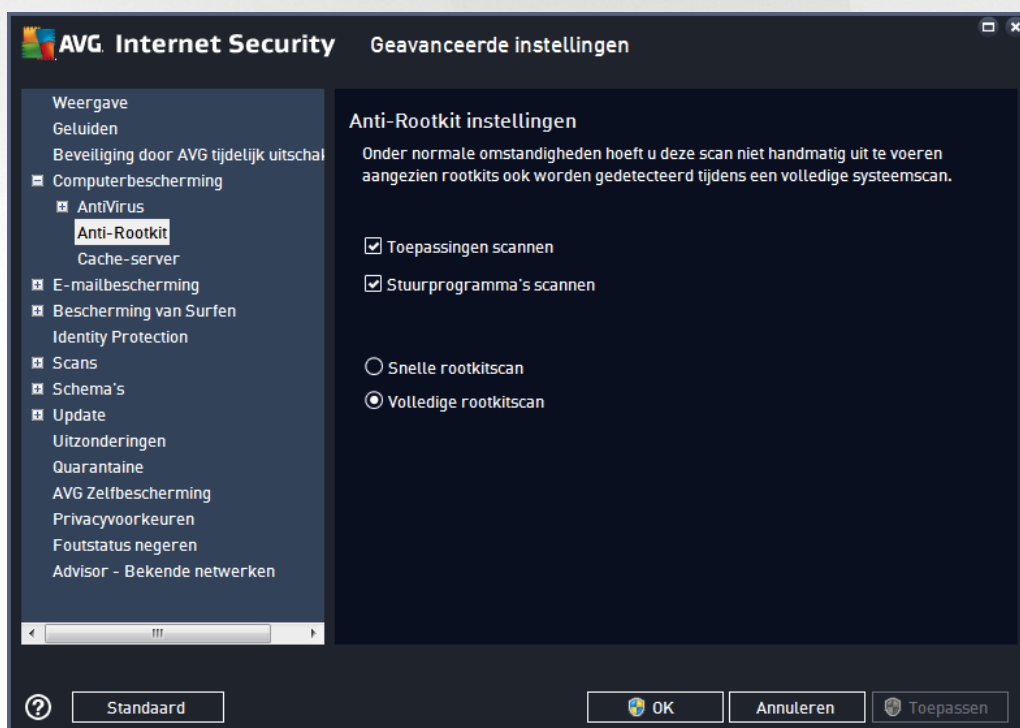 AVG. Internet Security
Geavanceerde instellingen
Weergave
Geluiden
Beveiliging door AVG tijdelijk uitschal
Computerbescherming
AntiVirus
Anti-Rootkit
Cache-server
E-mailbescherming
Bescherming van Surfen
Identity Protection
Scans
Schema's
Update
Uitzonderingen
Quarantaine
AVG Zelfbescherming
Privacyvoorkeuren
Foutstatus negeren
Advisor - Bekende netwerken
Anti-Rootkit instellingen
Onder normale omstandigheden hoeft u deze scan niet handmatig uit te voeren
aangezien rootkits ook worden gedetecteerd tijdens een volledige systeemscan.
Toepassingen scannen
Stuurprogramma's scannen
Snelle rootkitscan
Volledige rootkitscan
Standaard
OK
Annuleren
Toepassen